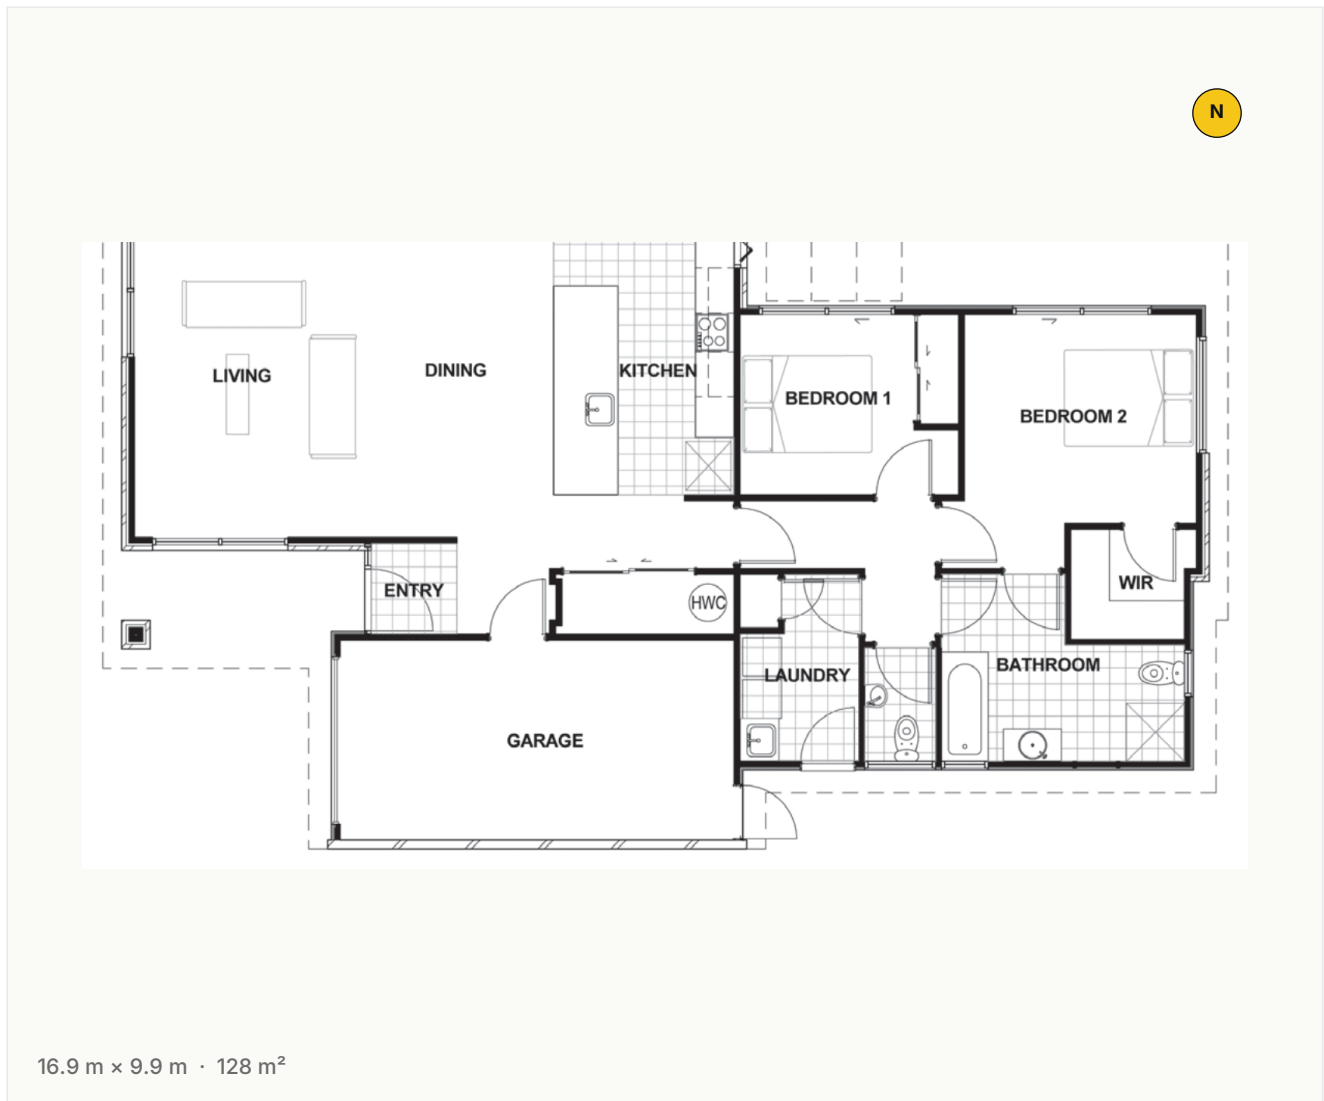 N
LIVING
DINING
KITCHEN
BEDROOM 1
BEDROOM 2
ENTRY
HWC
WIR
LAUNDRY
BATHROOM
GARAGE
16.9 m × 9.9 m · 128 m²